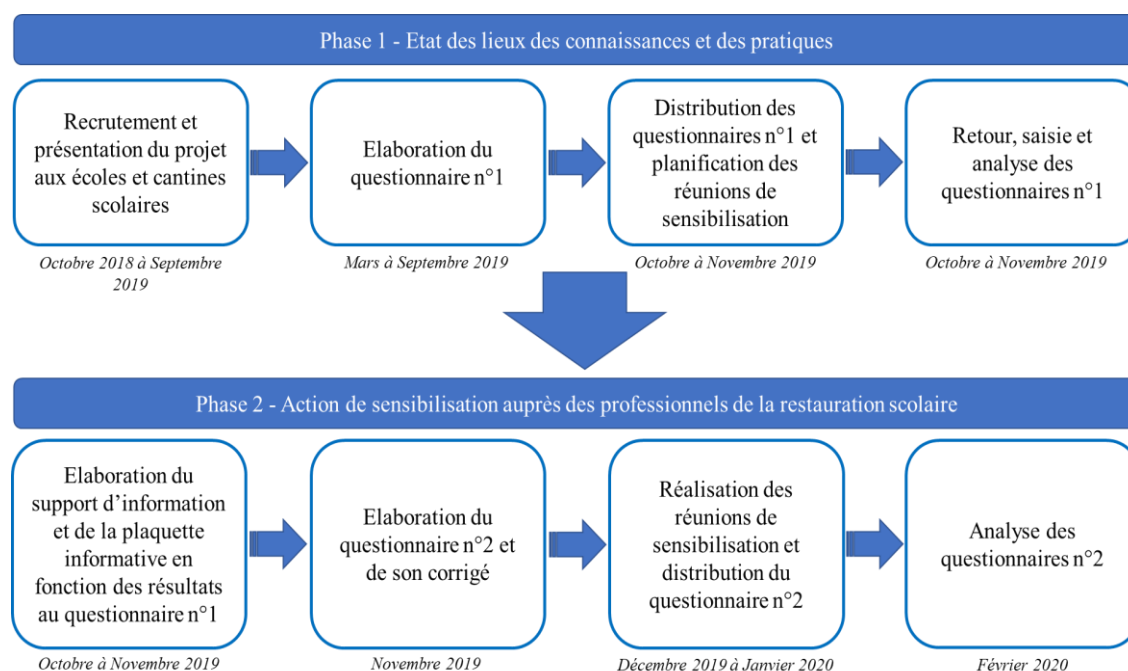 Phase 1 - Etat des lieux des connaissances et des pratiques
Recrutement et
présentation du projet
aux écoles et cantines
scolaires
Octobre 2018 à Septembre
2019
Elaboration du
questionnaire n°1
Mars à Septembre 2019
Distribution des
questionnaires n°1 et
planification des
réunions de
sensibilisation
Octobre à Novembre 2019
Retour, saisie et
analyse des
questionnaires n°1
Octobre à Novembre 2019
Phase 2 - Action de sensibilisation auprès des professionnels de la restauration scolaire
Elaboration du
support d'information
et de la plaquette
informative en
fonction des résultats
au questionnaire n°1
Octobre à Novembre 2019
Elaboration du
questionnaire n°2 et
de son corrigé
Novembre 2019
Réalisation des
réunions de
sensibilisation et
distribution du
questionnaire n°2
Décembre 2019 à Janvier 2020
Analyse des
questionnaires n°2
Février 2020